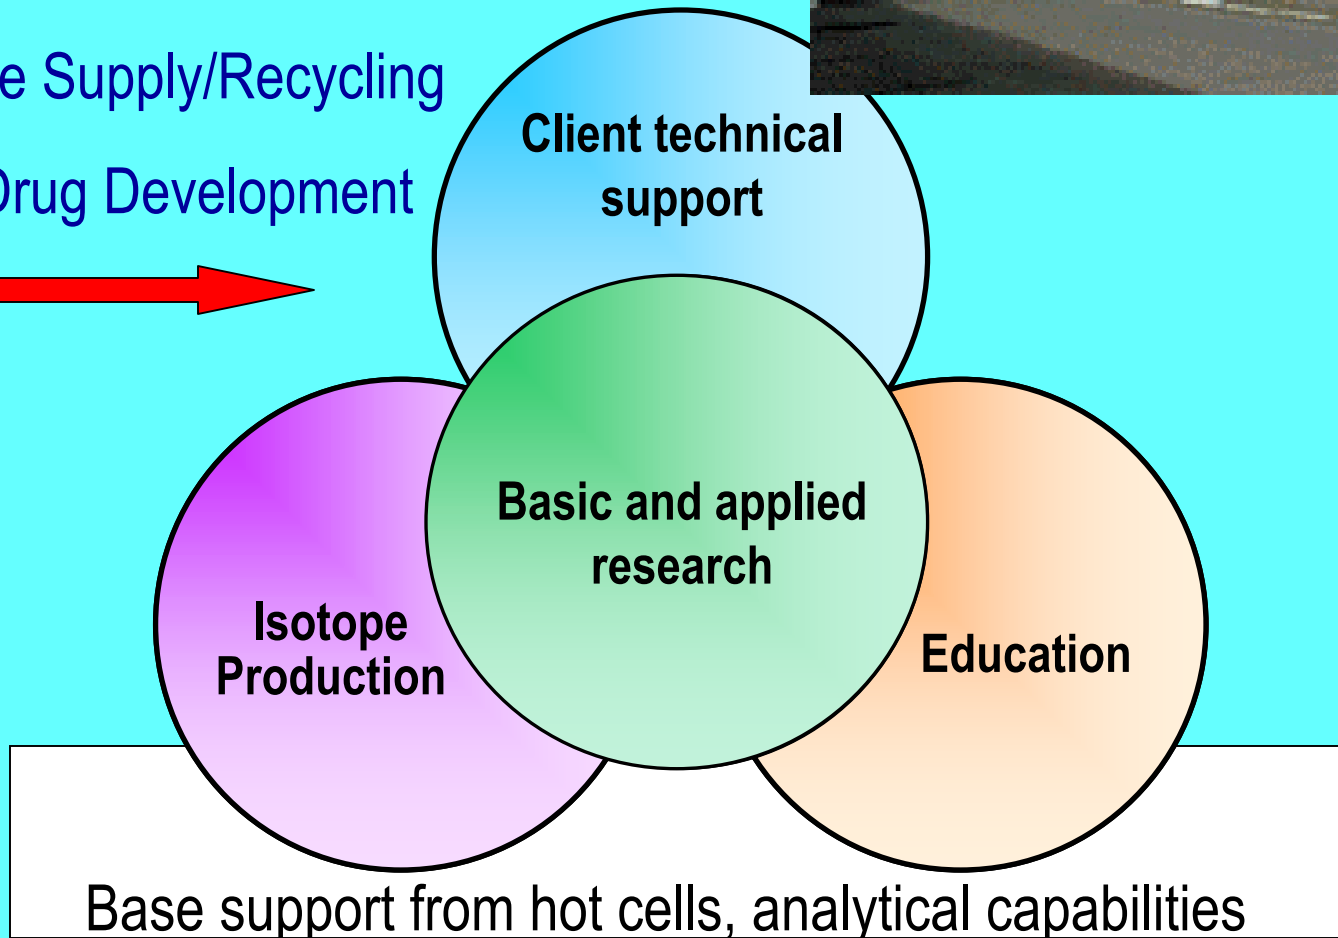 e Supply/Recycling
Drug Development
Client technical
support
Basic and applied
research
Isotope
Production
Education
Base support from hot cells, analytical capabilities